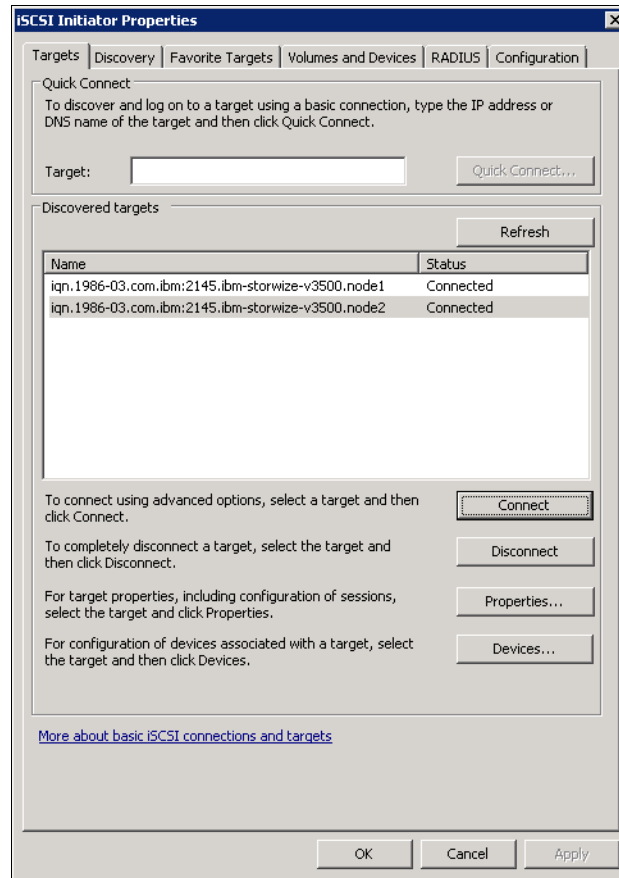 iSCSI Initiator Properties
Targets Discovery Favorite Targets Volumes and Devices RADIUS Configuration
Quick Connect
To discover and log on to a target using a basic connection, type the IP address or
DNS name of the target and then click Quick Connect.
Target: Quick Connect...
Discovered targets
Refresh
Name Status
iqn.1986-03.com.ibm:2145.ibm-storwize-v3500.node1 Connected
iqn.1986-03.com.ibm:2145.ibm-storwize-v3500.node2 Connected
To connect using advanced options, select a target and then
click Connect.
Connect
To completely disconnect a target, select the target and
then click Disconnect.
Disconnect
For target properties, including configuration of sessions,
select the target and click Properties.
Properties...
For configuration of devices associated with a target, select
the target and then click Devices.
Devices...
More about basic iSCSI connections and targets
OK Cancel Apply